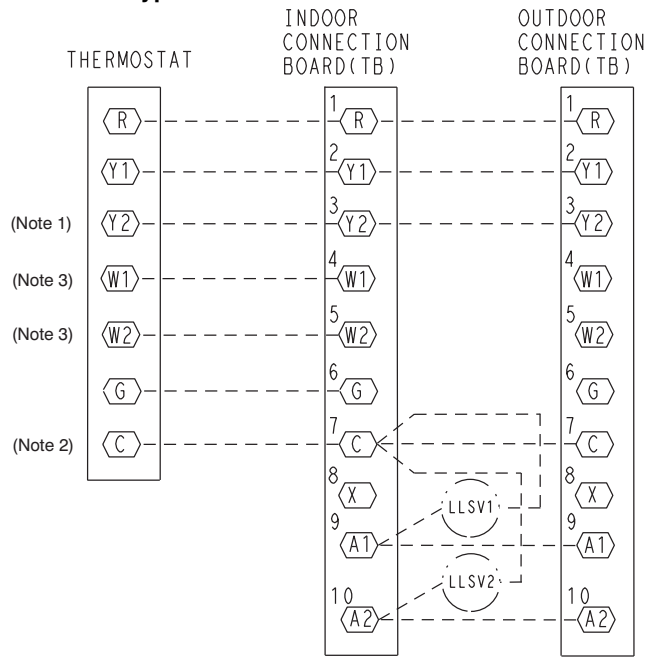 INDOOR
CONNECTION
BOARD(TB)
OUTDOOR
CONNECTION
BOARD(TB)
THERMOSTAT
R 1 R 1 R
Y1 2 Y1 2 Y1
(Note 1) Y2 3 Y2 3 Y2
(Note 3) W1 4 W1 4 W1
(Note 3) W2 5 W2 5 W2
G 6 G 6 G
(Note 2) C 7 C 7 C
8 X 8 X
LLSV1
9 A1 9 A1
LLSV2
10 A2 10 A2